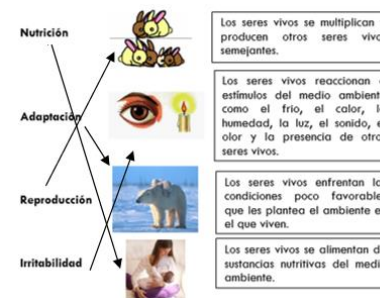 Nutrición
Adaptación
Reproducción
Irritabilidad
Los seres vivos se multiplican
producen otros seres
semejantes.
Los seres vivos reaccionan
estímulos del medio
como el frío, el calor,
humedad, la luz, el sonido,
olor y la presencia de
seres vivos.
Los seres vivos enfrentan
condiciones poco
que les plantea el ambiente
el que viven.
Los seres vivos se alimentan
sustancias nutritivas del
ambiente.